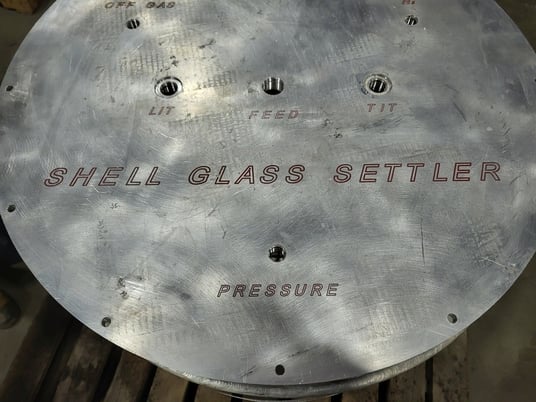 OFF GAS
LIT FEED TIT
SHELL GLASS SETTLER
PRESSURE